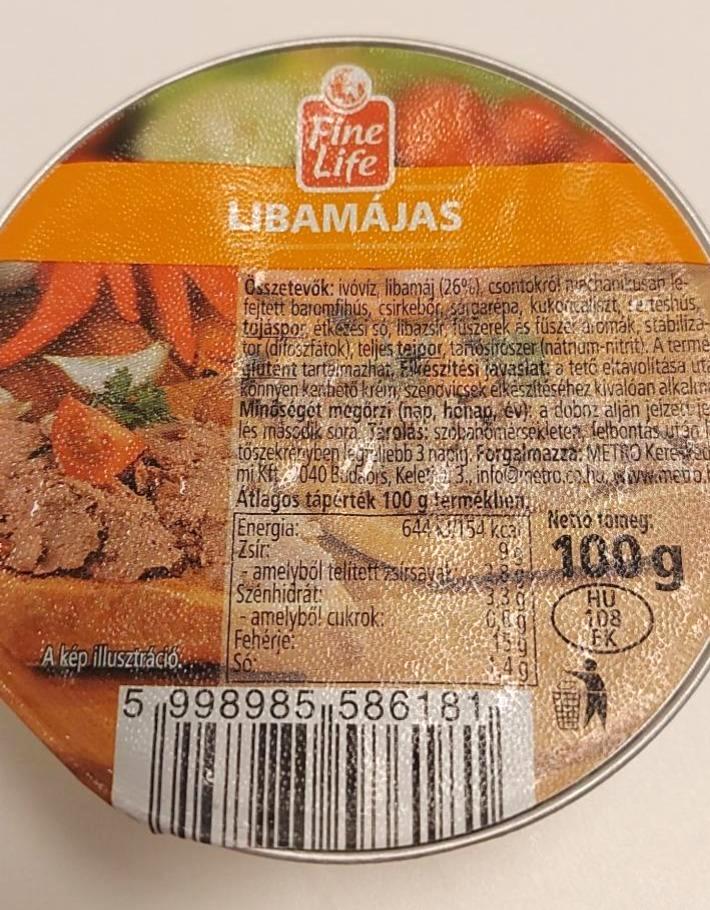 Fine
Life
LIBAMÁJAS
Összetevők: ivóvíz, libamáj (26%), csontokról mechanikusan le-
fejtett baromfihús, csirkebőr, sárgarépa, kukoricaliszt, sertéshús,
tojáspor, étkezési só, libazsír, fűszerek és fűszer aromák, stabilizá-
tor (difoszfátok), teljes tejpor, tartósítószer (nátrium-nitrit). A termé
glutént tartalmazhat. Elkészítési javaslat: a tető eltávolítása utá
könnyen kenhető krém, szendvicsek elkészítéséhez kiválóan alkalm
Minőségét megőrzi (nap, hónap, év): a doboz alján jelzett je
lés második sora. Tárolás: szobahőmérsékleten, felbontás után
tőszekrényben legfeljebb 3 napig. Forgalmazza: METRO Keresked
mi Kft. 2040 Budaörs, Keleti u. 3., info@metro.co.hu, www.metro.h
Átlagos tápérték 100 g termékben
Energia: 644 kJ/154 kcal
Zsír: 9 g
- amelyből telített zsírsavak:
Szénhidrát: 3,3 g
- amelyből cukrok:
Fehérje: 15 g
Só:
Nettó tömeg:
100 g
HU
108
EK
A kép illusztráció.
5 998985 586181